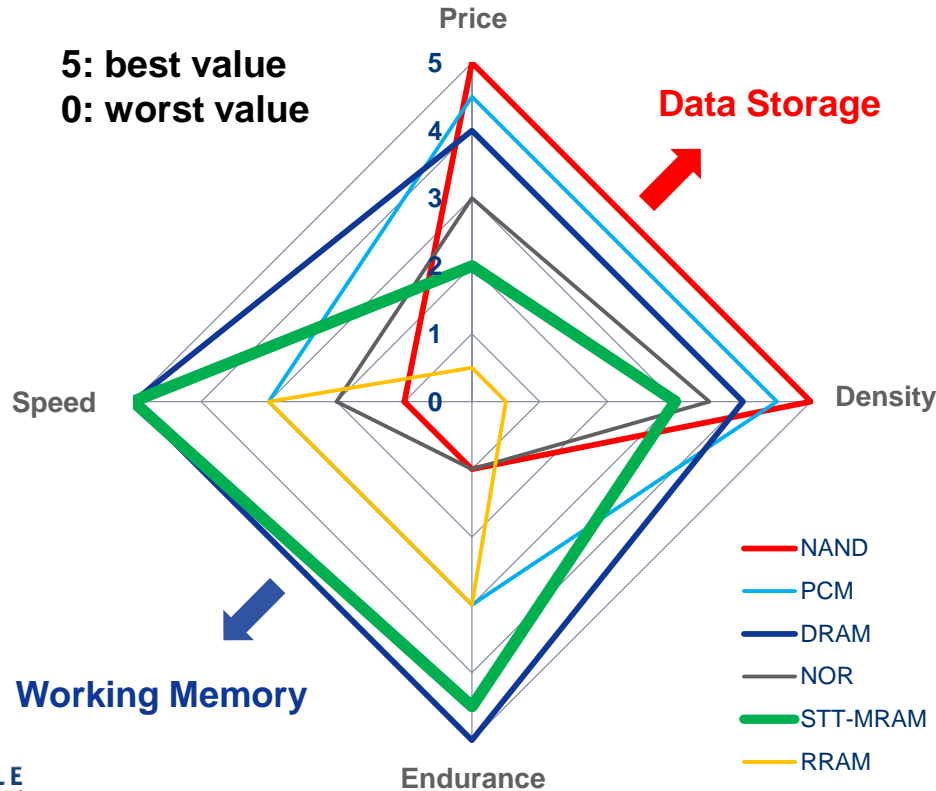 Price
5: best value
0: worst value
5
4
3
2
1
0
Data Storage
Speed
Density
Working Memory
Endurance
NAND
PCM
DRAM
NOR
STT-MRAM
RRAM
LE